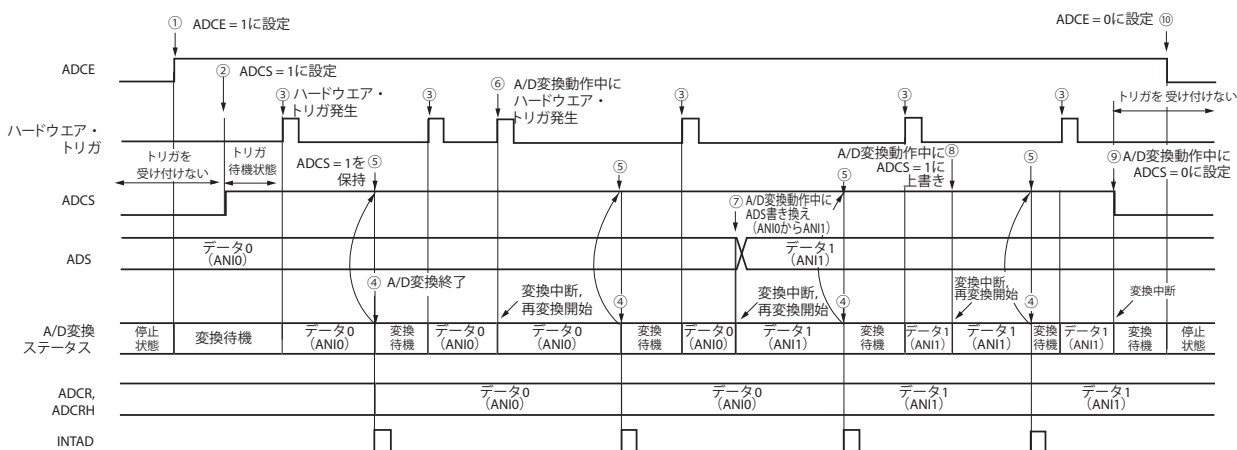 ① ADCE = 1に設定
ADCE = 0に設定 ⑩
ADCE
② ADCS = 1に設定
③ ハードウエア・
トリガ発生
③
⑥ A/D変換動作中に
ハードウエア・
トリガ発生
③
③
③
トリガを 受け付けない
ハードウエア・
トリガ
トリガを
受け付けない
トリガ
待機状態
ADCS = 1を ⑤
保持
⑤
A/D変換動作中に ⑧
ADCS = 1に
上書き
⑤
⑤
⑨ A/D変換動作中に
ADCS = 0に設定
ADCS
⑦ A/D変換動作中に
ADS書き換え
(ANI0からANI1)
ADS
データ0
(ANI0)
データ1
(ANI1)
④ A/D変換終了
変換中断,
再変換開始
④
変換中断,
再変換開始
④
変換中断,
再変換開始
④
変換中断
A/D変換
ステータス
停止
状態
変換待機
データ0
(ANI0)
変換
待機
データ0
(ANI0)
データ0
(ANI0)
変換
待機
データ0
(ANI0)
データ1
(ANI1)
変換
待機
データ1
(ANI1)
データ1
(ANI1)
変換
待機
データ1
(ANI1)
変換
待機
停止
状態
ADCR,
ADCRH
データ0
(ANI0)
データ0
(ANI0)
データ1
(ANI1)
データ1
(ANI1)
INTAD